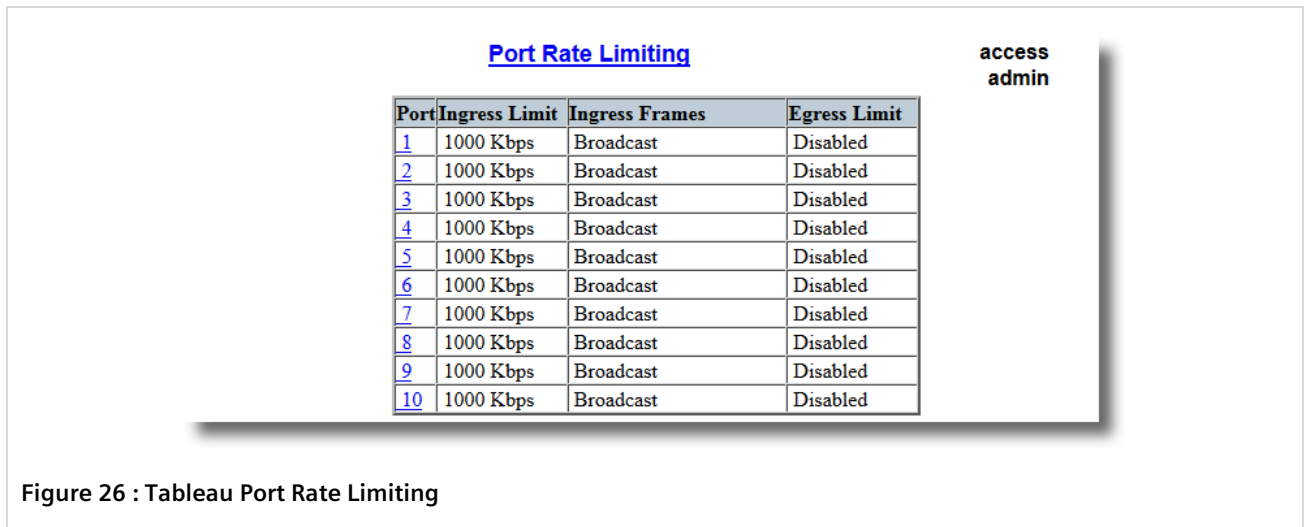 Port Rate Limiting
access
admin
Port Ingress Limit Ingress Frames Egress Limit
1 1000 Kbps Broadcast Disabled
2 1000 Kbps Broadcast Disabled
3 1000 Kbps Broadcast Disabled
4 1000 Kbps Broadcast Disabled
5 1000 Kbps Broadcast Disabled
6 1000 Kbps Broadcast Disabled
7 1000 Kbps Broadcast Disabled
8 1000 Kbps Broadcast Disabled
9 1000 Kbps Broadcast Disabled
10 1000 Kbps Broadcast Disabled
Figure 26 : Tableau Port Rate Limiting